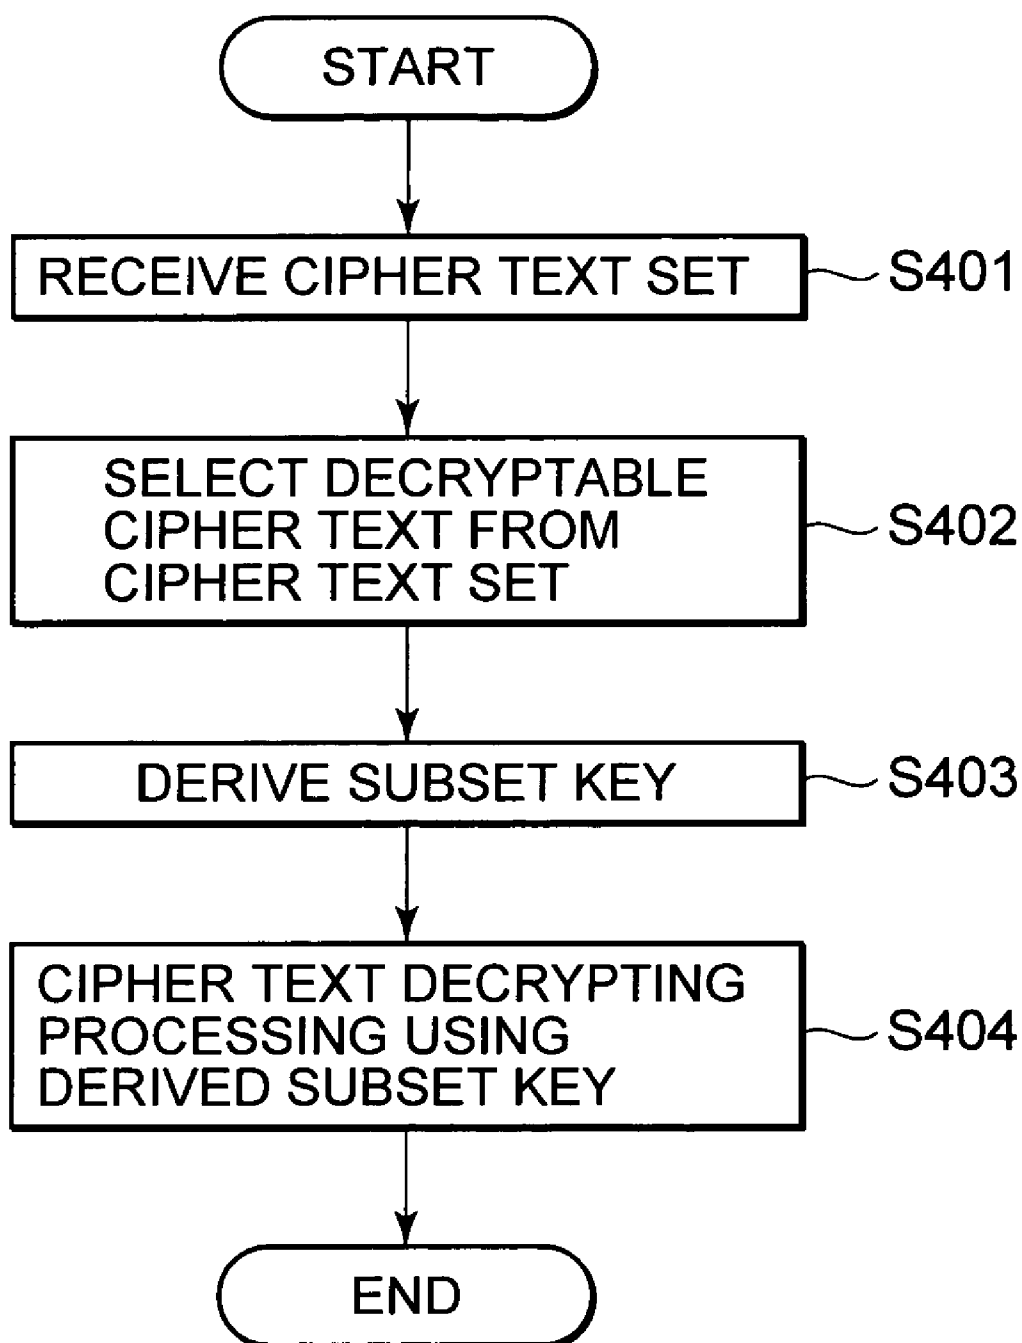 START
RECEIVE CIPHER TEXT SET
S401
SELECT DECRYPTABLE
CIPHER TEXT FROM
CIPHER TEXT SET
S402
DERIVE SUBSET KEY
S403
CIPHER TEXT DECRYPTING
PROCESSING USING
DERIVED SUBSET KEY
S404
END